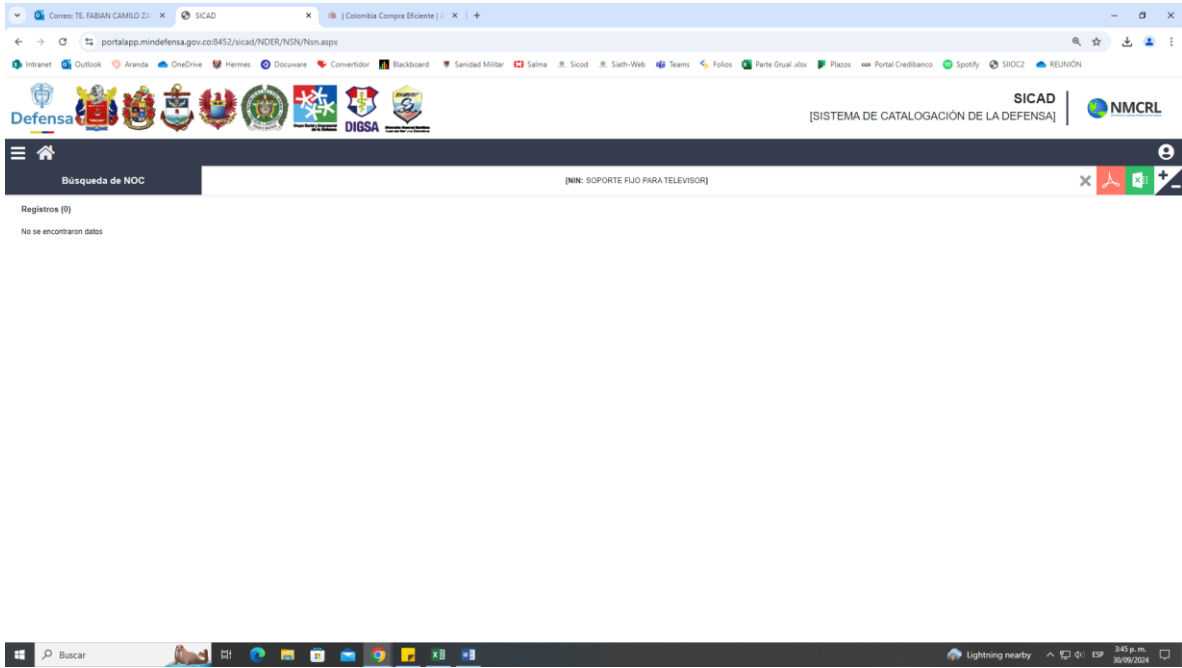 Correo: TE. FABIAN CAMILO ZA
SICAD
| Colombia Compra Eficiente | A
portalapp.mindefensa.gov.co:8452/sicad/NDER/NSN/Nsn.aspx
Intranet Outlook Aranda OneDrive Hermes Docuware Convertidor Blackboard Sanidad Militar Salma Sicod Siath-Web Teams Folios Parte Grual .xlsx Plazos Portal Credibanco Spotify SIIOC2 REUNIÓN
Defensa
DIGSA
SICAD
[SISTEMA DE CATALOGACIÓN DE LA DEFENSA]
NMCRL
Búsqueda de NOC
[NIN: SOPORTE FIJO PARA TELEVISOR]
Registros (0)
No se encontraron datos
Buscar
Lightning nearby
ESP
3:45 p. m.
30/09/2024